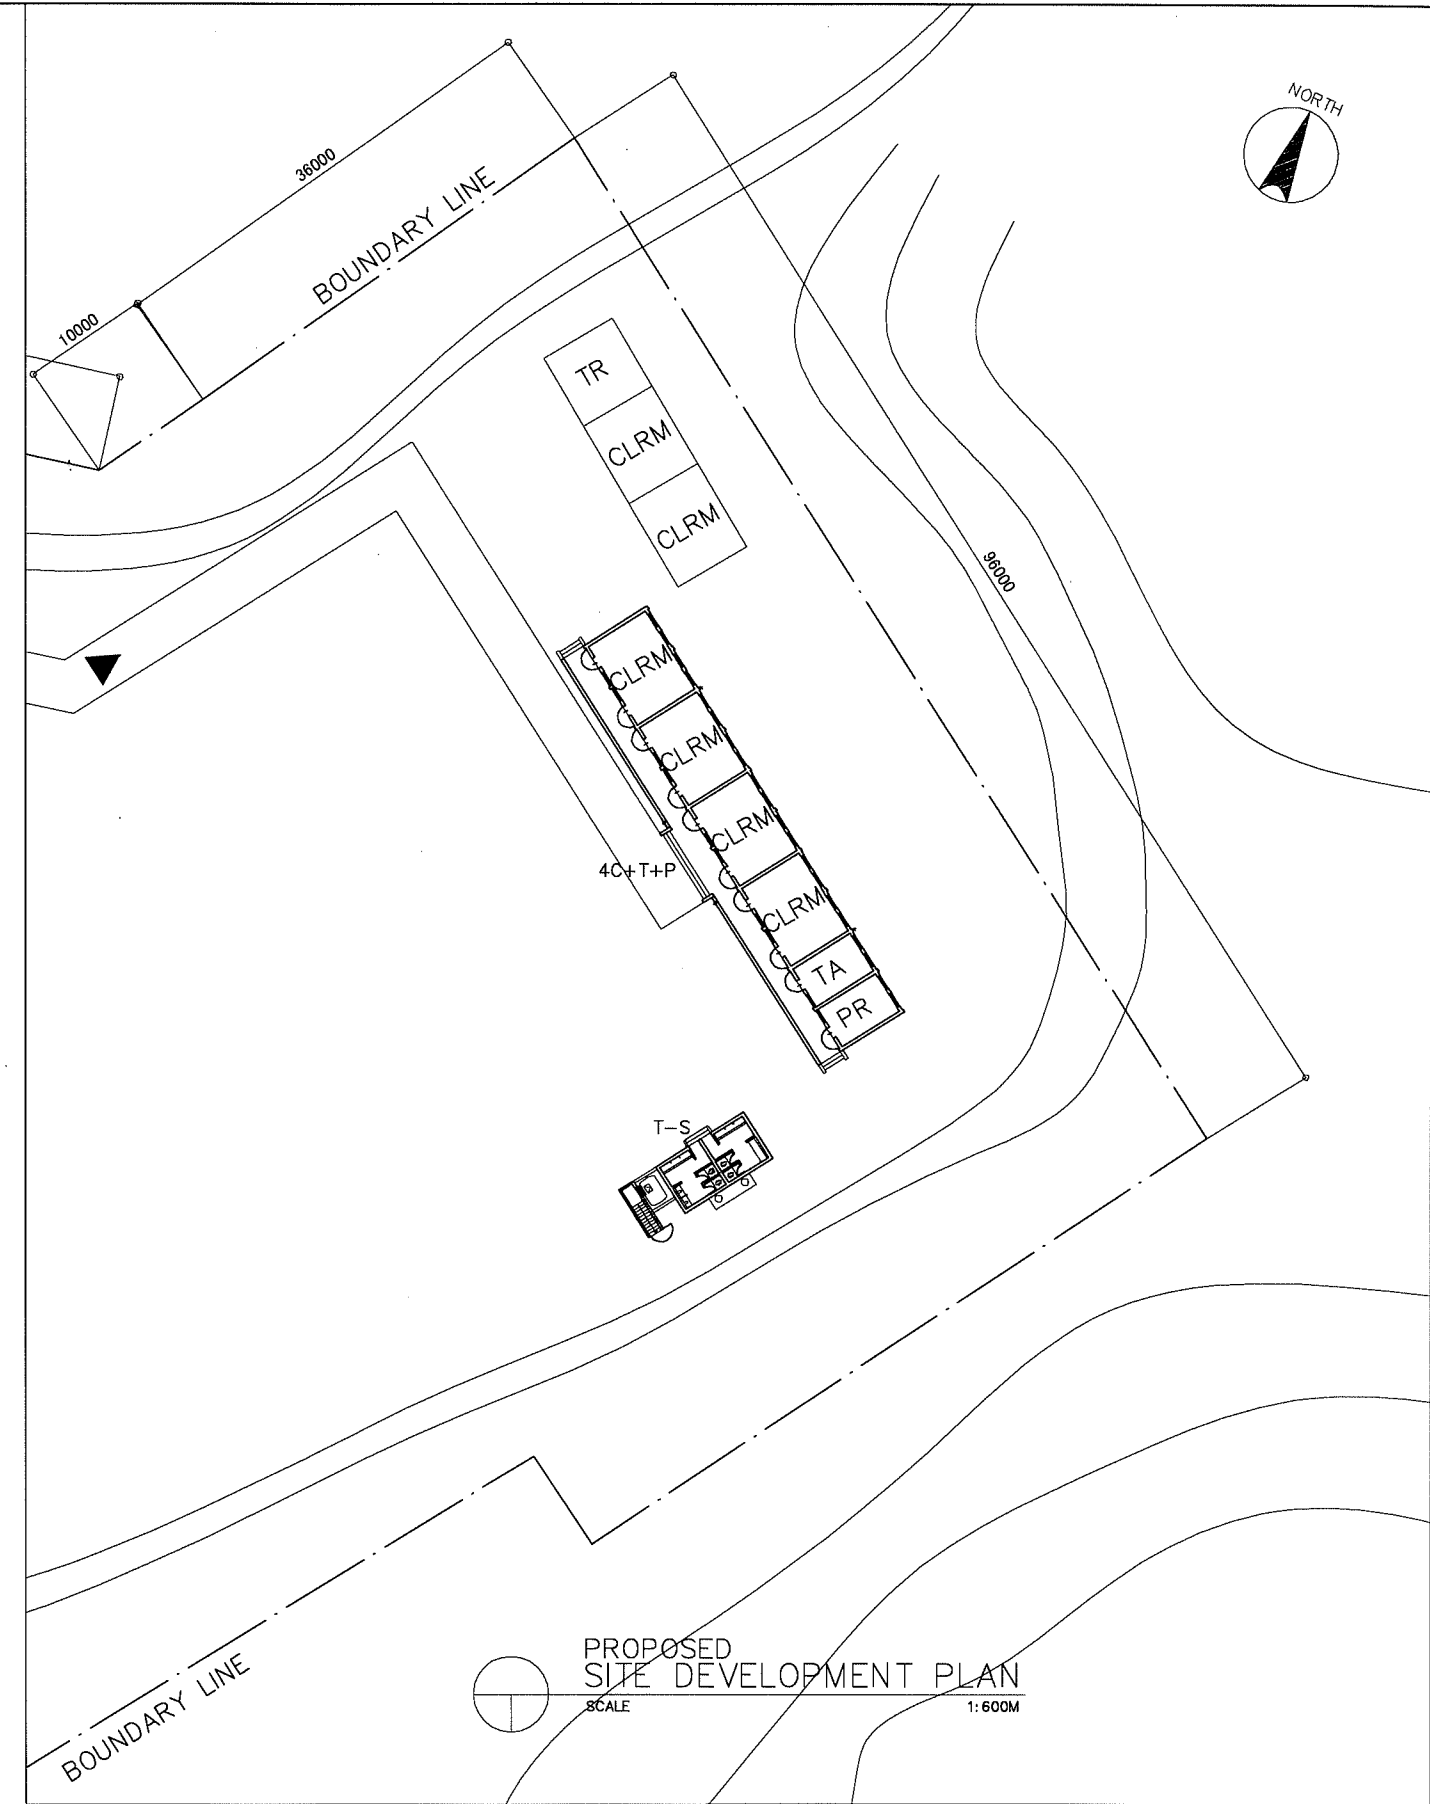 NORTH
36000
BOUNDARY LINE
10000
TR
CLRM
CLRM
96000
CLRM
CLRM
CLRM
4C+T+P
CLRM
TA
PR
T-S
PROPOSED
SITE DEVELOPMENT PLAN
SCALE 1:600M
BOUNDARY LINE